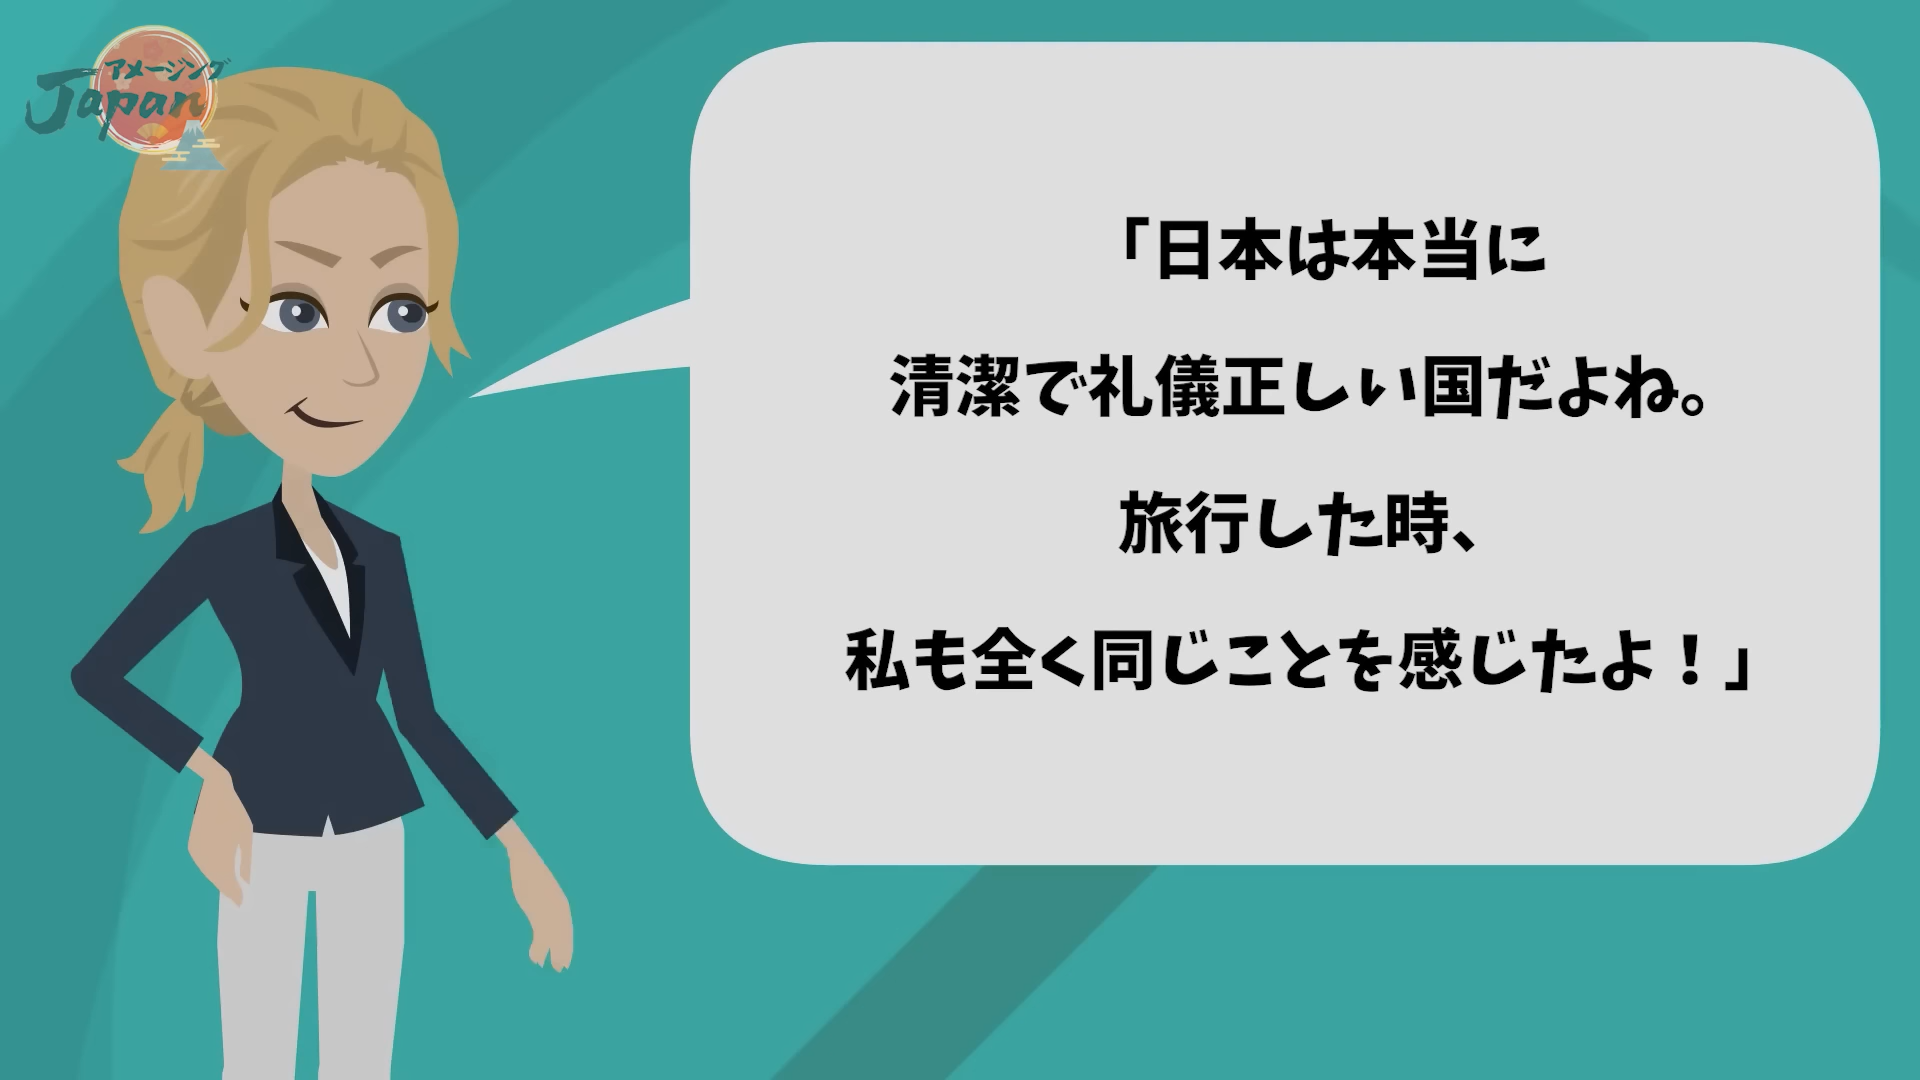 アメージング
Japan
「日本は本当に
清潔で礼儀正しい国だよね。
旅行した時、
私も全く同じことを感じたよ！」